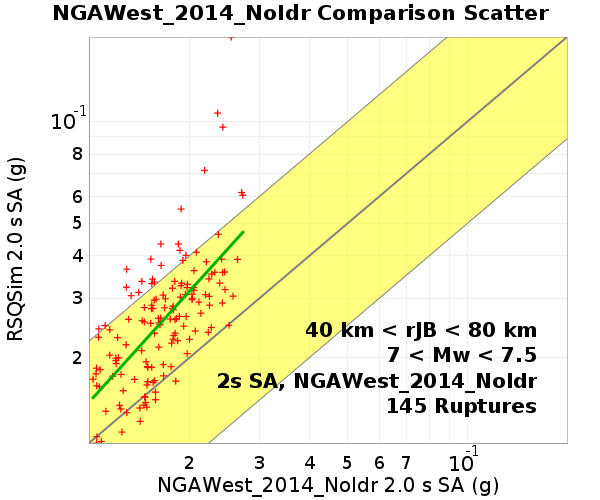 NGAWest_2014_NoIdr Comparison Scatter
10⁻¹
8
6
5
4
3
2
RSQSim 2.0 s SA (g)
40 km < rJB < 80 km
7 < Mw < 7.5
2s SA, NGAWest_2014_NoIdr
145 Ruptures
2 3 4 5 6 7 10⁻¹
NGAWest_2014_NoIdr 2.0 s SA (g)